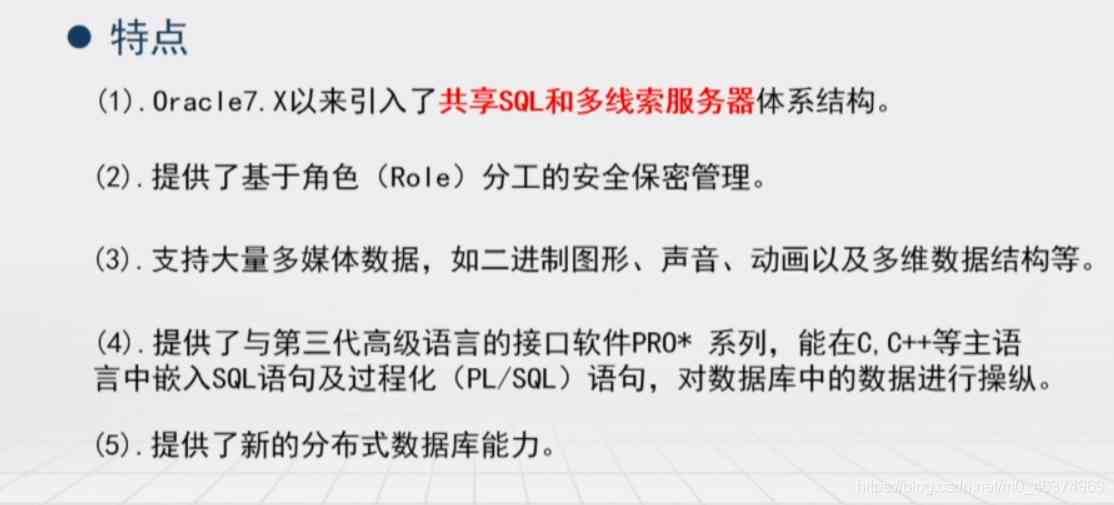 ● 特点
(1).Oracle7.X以来引入了共享SQL和多线索服务器体系结构。
(2).提供了基于角色（Role）分工的安全保密管理。
(3).支持大量多媒体数据，如二进制图形、声音、动画以及多维数据结构等。
(4).提供了与第三代高级语言的接口软件PRO* 系列，能在C,C++等主语
言中嵌入SQL语句及过程化（PL/SQL）语句，对数据库中的数据进行操纵。
(5).提供了新的分布式数据库能力。